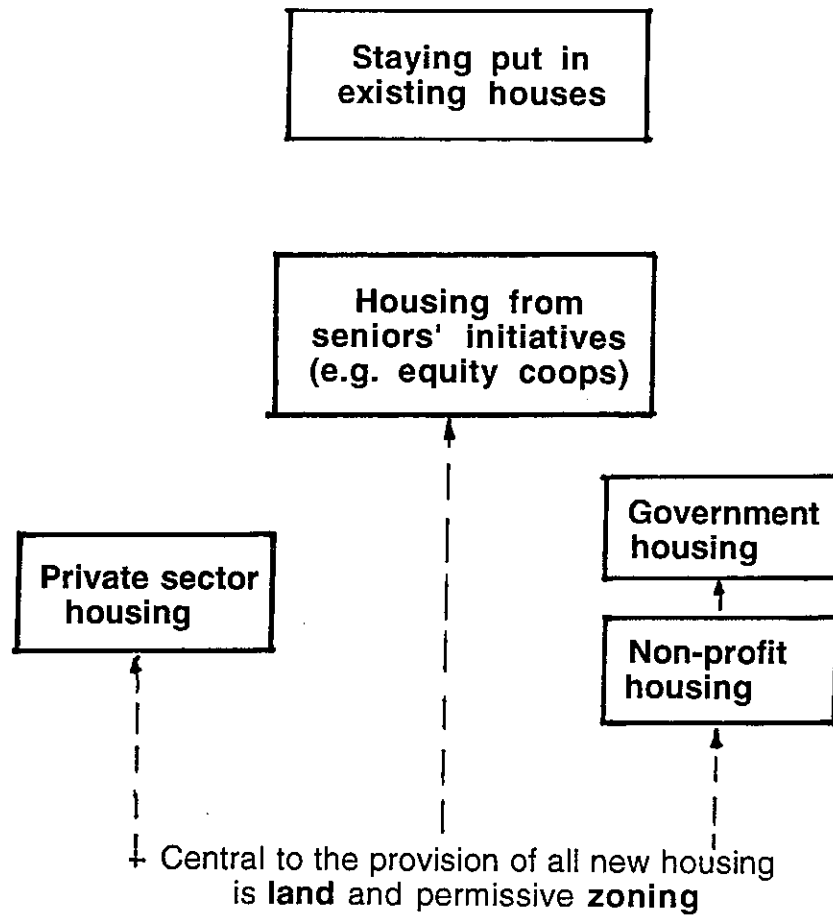 Staying put in
existing houses
Housing from
seniors' initiatives
(e.g. equity coops)
Government
housing
Private sector
housing
Non-profit
housing
Central to the provision of all new housing
is land and permissive zoning